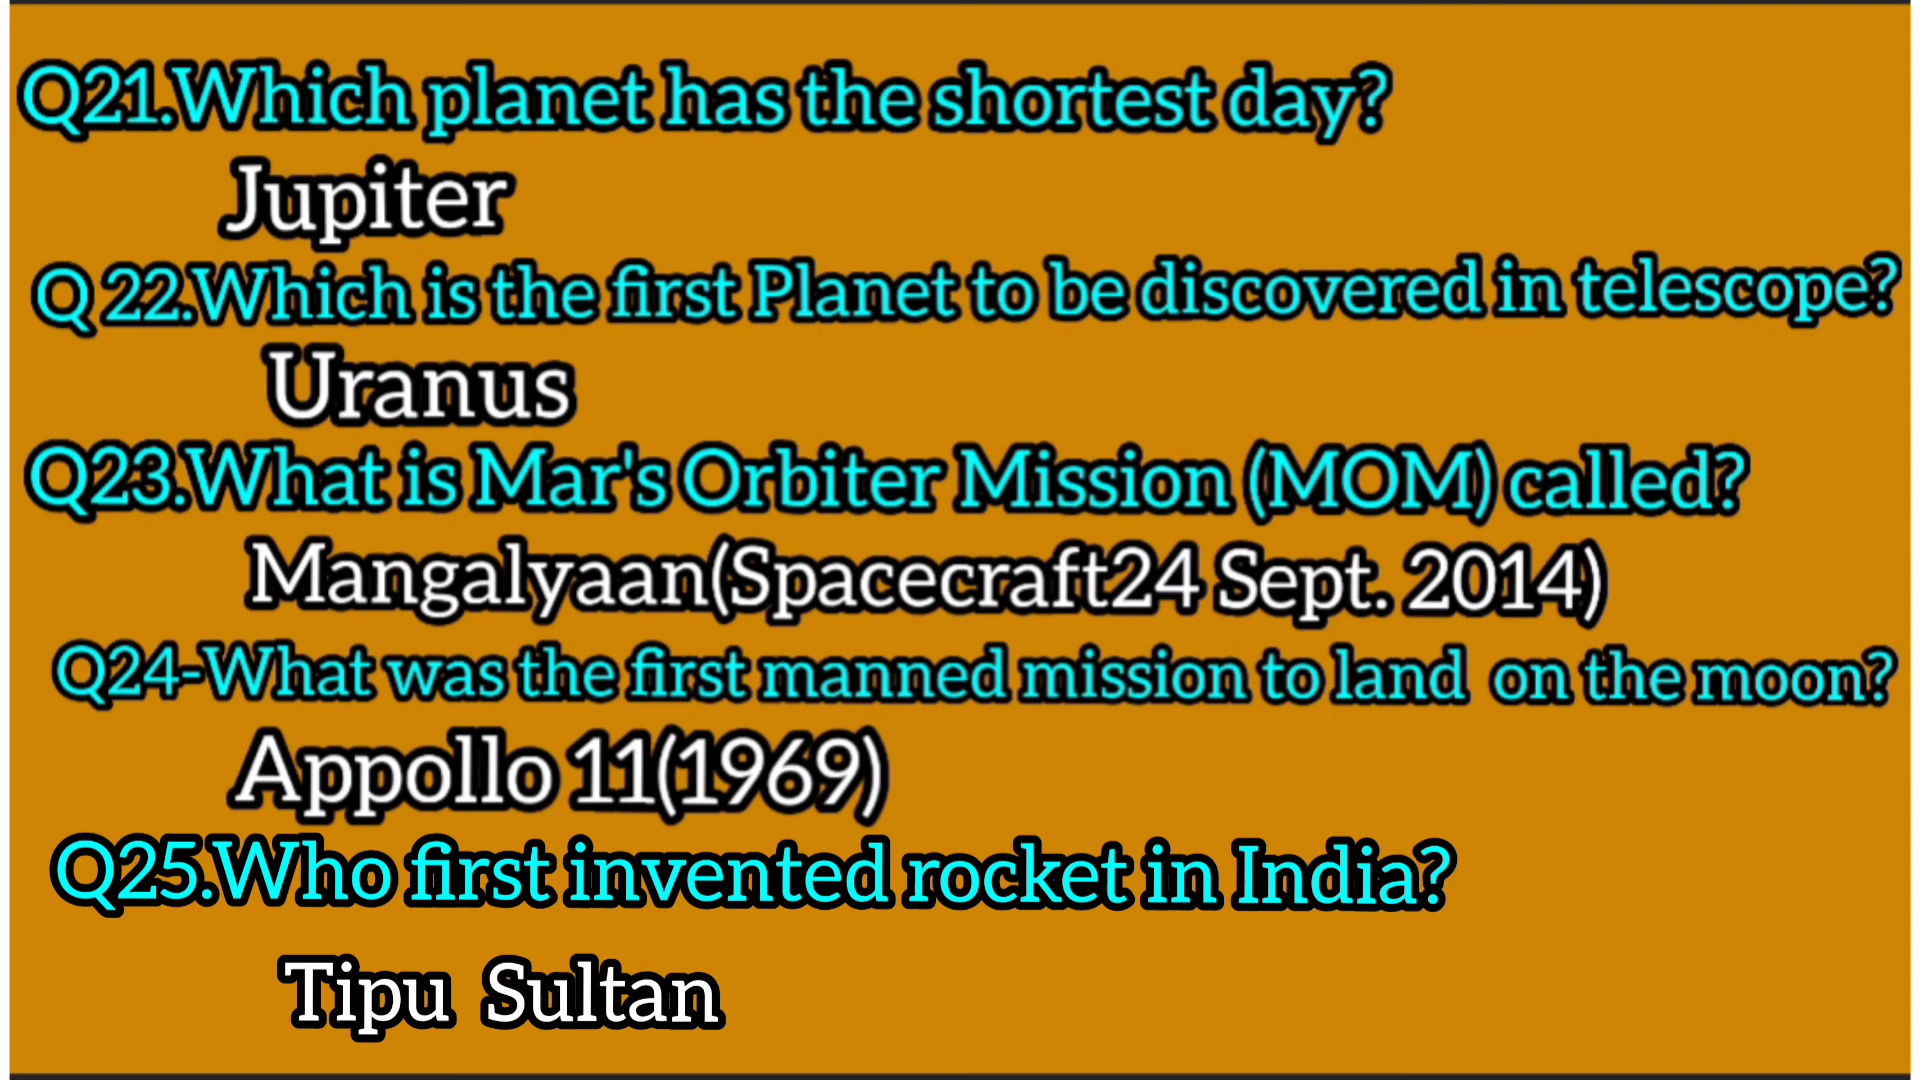 Q21.Which planet has the shortest day?
Jupiter
Q 22.Which is the first Planet to be discovered in telescope?
Uranus
Q23.What is Mar's Orbiter Mission (MOM) called?
Mangalyaan(Spacecraft24 Sept. 2014)
Q24-What was the first manned mission to land on the moon?
Appollo 11(1969)
Q25.Who first invented rocket in India?
Tipu Sultan